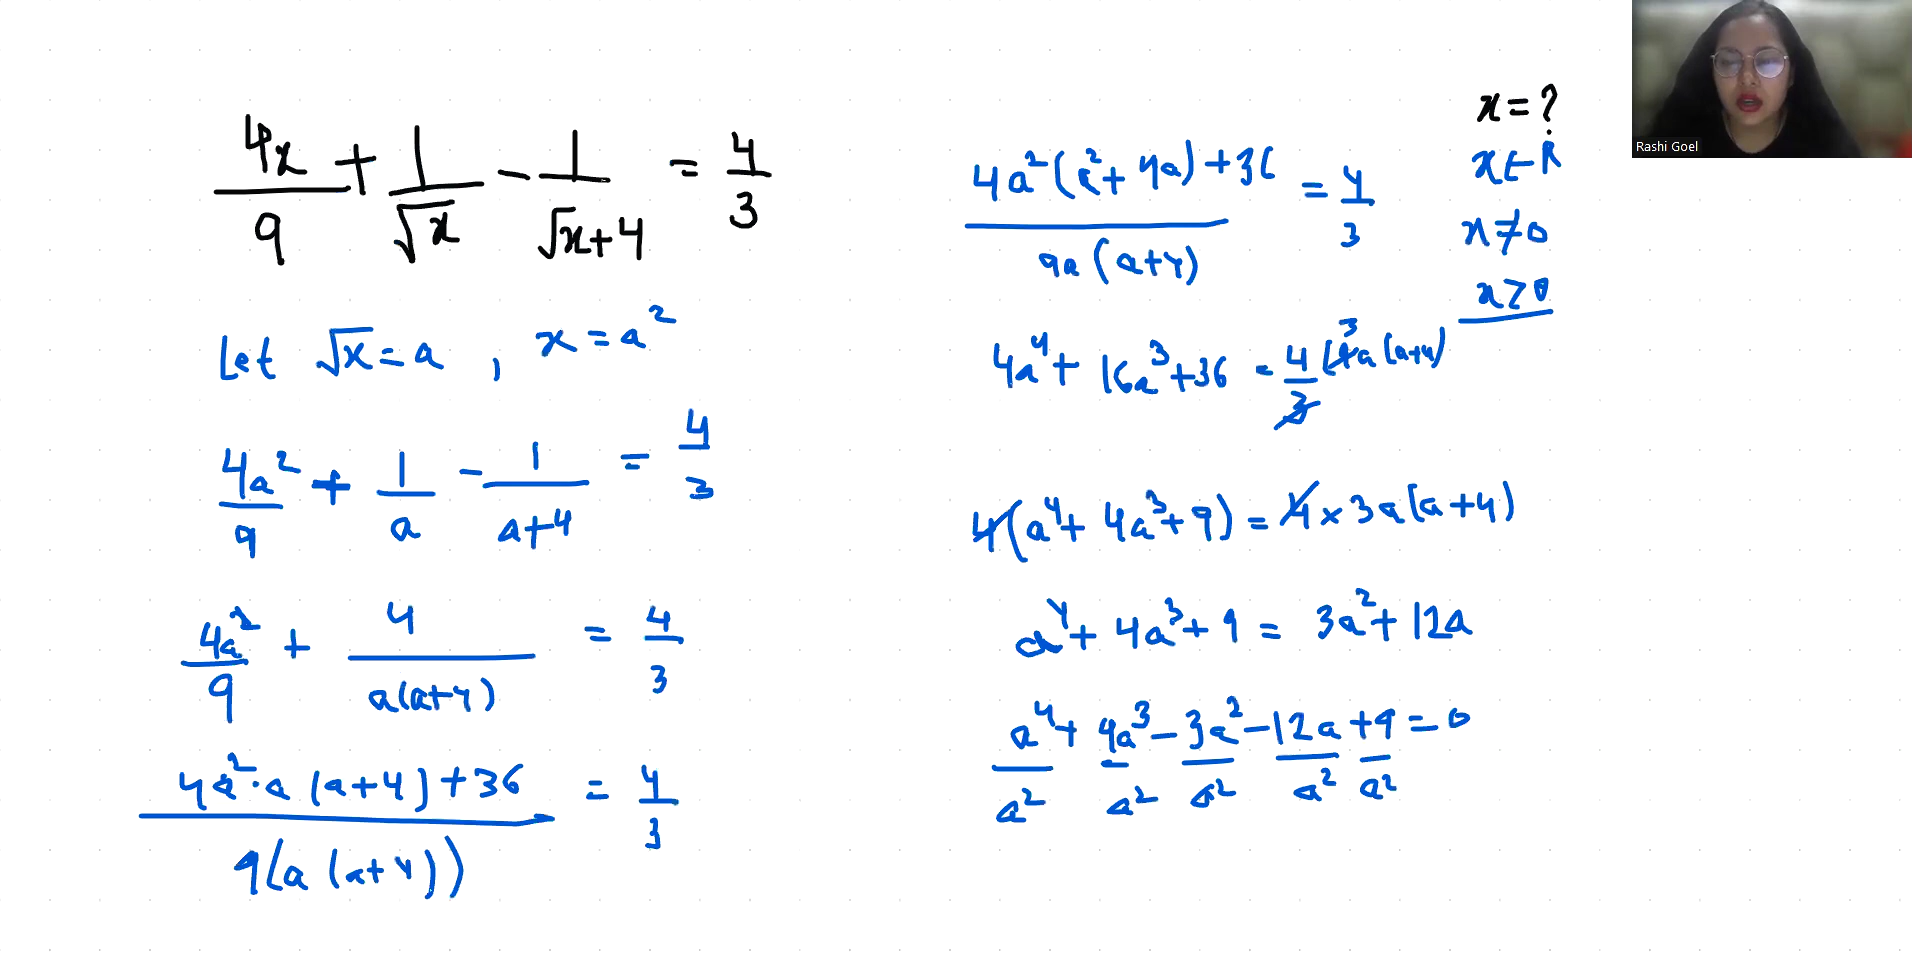 4x/9 + 1/√x - 1/(√x+4) = 4/3
Let √x = a , x = a²
4a²/9 + 1/a - 1/(a+4) = 4/3
4a²/9 + 4/(a(a+4)) = 4/3
(4a²·a(a+4)+36)/(9(a(a+4))) = 4/3
(4a²(a²+4a)+36)/(9a(a+4)) = 4/3
4a⁴ + 16a³ + 36 = 4/3 (9 3a(a+4)
4(a⁴ + 4a³ + 9) = 4 × 3a(a+4)
a⁴ + 4a³ + 9 = 3a² + 12a
a⁴/a² + 4a³/a² - 3a²/a² - 12a/a² + 9/a² = 0
x = ?
x ∈ R
x ≠ 0
x > 0
Rashi Goel